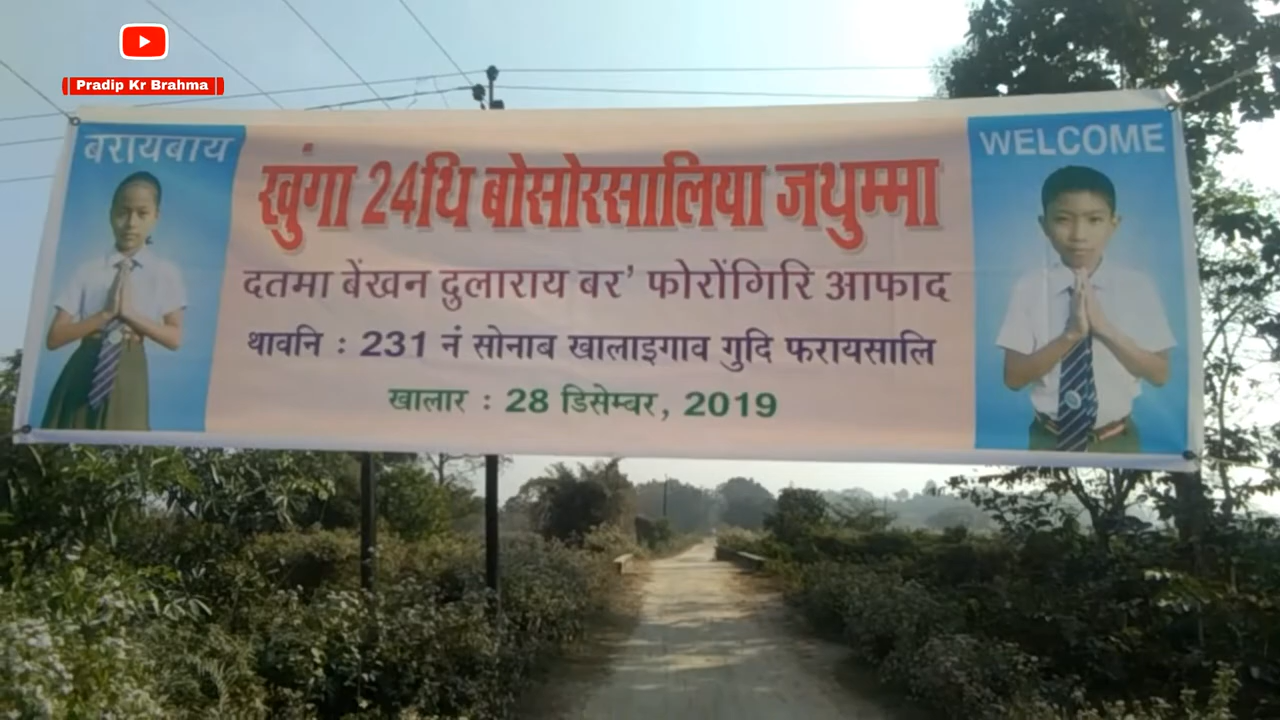 Pradip Kr Brahma
बरायबाय
WELCOME
खुंगा 24थि बोसोरसालिया जथुम्मा
दतमा बेंखन दुलाराय बर' फोरोंगिरि आफाद
थावनि : 231 नं सोनाब खालाइगाव गुदि फरायसालि
खालार : 28 डिसेम्बर, 2019